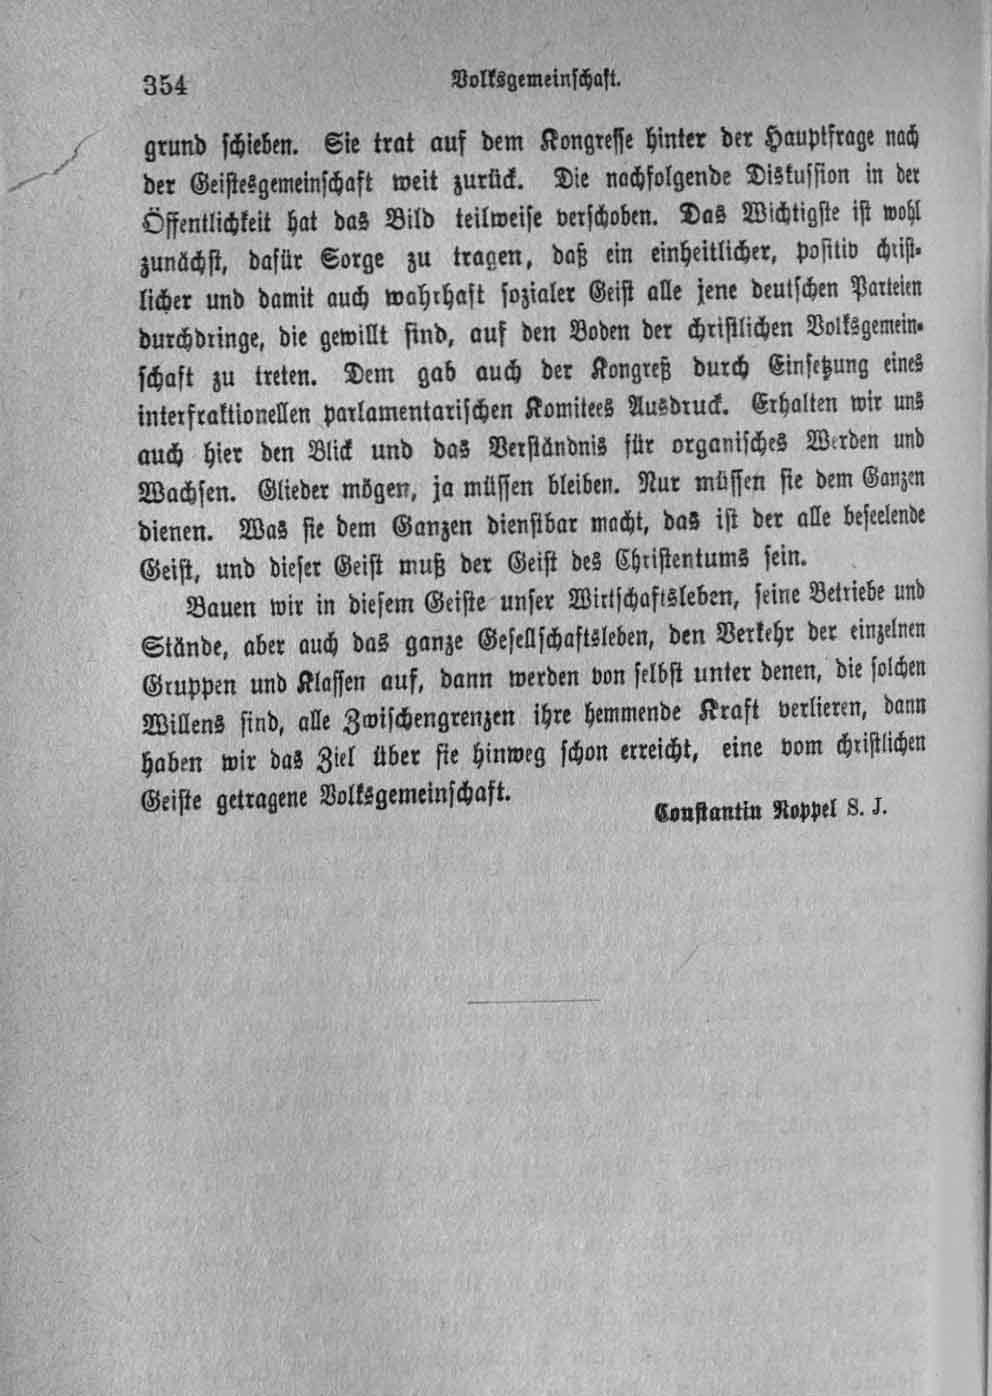 354
Volksgemeinschaft.
grund schieben. Sie trat auf dem Kongresse hinter der Hauptfrage nach
der Geistesgemeinschaft weit zurück. Die nachfolgende Diskussion in der
Öffentlichkeit hat das Bild teilweise verschoben. Das Wichtigste ist wohl
zunächst, dafür Sorge zu tragen, daß ein einheitlicher, positiv christ-
licher und damit auch wahrhaft sozialer Geist alle jene deutschen Parteien
durchdringe, die gewillt sind, auf den Boden der christlichen Volksgemein-
schaft zu treten. Dem gab auch der Kongreß durch Einsetzung eines
interfraktionellen parlamentarischen Komitees Ausdruck. Erhalten wir uns
auch hier den Blick und das Verständnis für organisches Werden und
Wachsen. Glieder mögen, ja müssen bleiben. Nur müssen sie dem Ganzen
dienen. Was sie dem Ganzen dienstbar macht, das ist der alle beseelende
Geist, und dieser Geist muß der Geist des Christentums sein.
Bauen wir in diesem Geiste unser Wirtschaftsleben, seine Betriebe und
Stände, aber auch das ganze Gesellschaftsleben, den Verkehr der einzelnen
Gruppen und Klassen auf, dann werden von selbst unter denen, die solchen
Willens sind, alle Zwischengrenzen ihre hemmende Kraft verlieren, dann
haben wir das Ziel über sie hinweg schon erreicht, eine vom christlichen
Geiste getragene Volksgemeinschaft.
Constantin Noppel S. J.